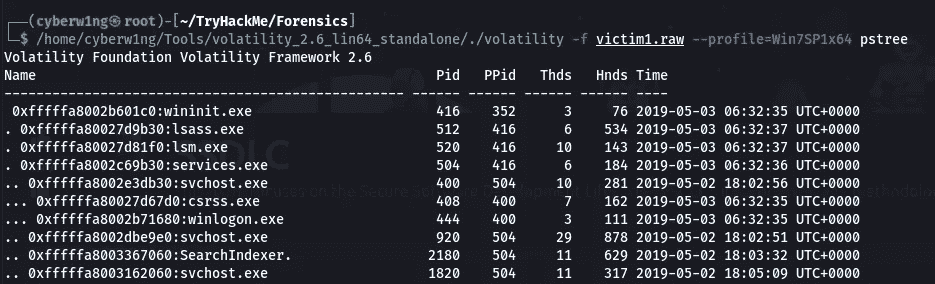 ┌──(cyberw1ng㉿root)-[~/TryHackMe/Forensics]
└─$ /home/cyberw1ng/Tools/volatility_2.6_lin64_standalone/./volatility -f victim1.raw --profile=Win7SP1x64 pstree
Volatility Foundation Volatility Framework 2.6
Name Pid PPid Thds Hnds Time
-------------------------------------------------- ------ ------ ------ ------ ----
0xfffffa8002b601c0:wininit.exe 416 352 3 76 2019-05-03 06:32:35 UTC+0000
. 0xfffffa80027d9b30:lsass.exe 512 416 6 534 2019-05-03 06:32:37 UTC+0000
. 0xfffffa80027d81f0:lsm.exe 520 416 10 143 2019-05-03 06:32:37 UTC+0000
. 0xfffffa8002c69b30:services.exe 504 416 6 184 2019-05-03 06:32:36 UTC+0000
.. 0xfffffa8002e3db30:svchost.exe 400 504 10 281 2019-05-02 18:02:56 UTC+0000
... 0xfffffa80027d67d0:csrss.exe 408 400 7 162 2019-05-03 06:32:35 UTC+0000
... 0xfffffa8002b71680:winlogon.exe 444 400 3 111 2019-05-03 06:32:35 UTC+0000
.. 0xfffffa8002dbe9e0:svchost.exe 920 504 29 878 2019-05-02 18:02:51 UTC+0000
.. 0xfffffa8003367060:SearchIndexer. 2180 504 11 629 2019-05-02 18:03:32 UTC+0000
.. 0xfffffa8003162060:svchost.exe 1820 504 11 317 2019-05-02 18:05:09 UTC+0000